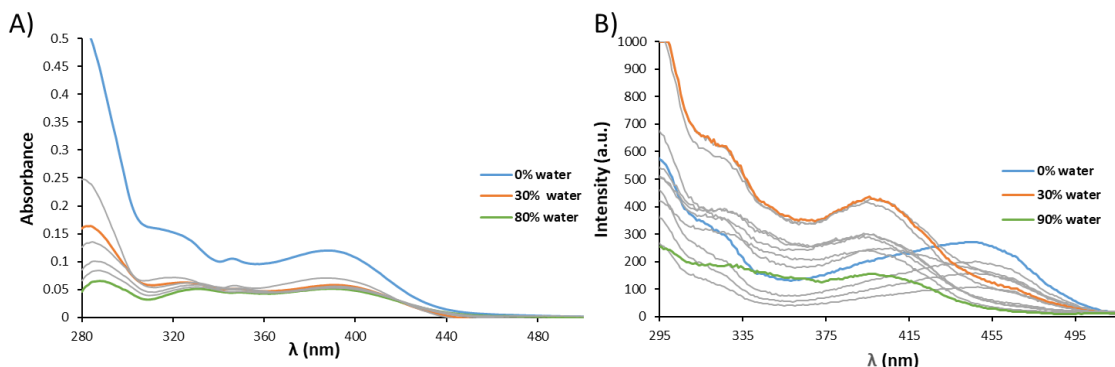 A)
0.5
0.45
0.4
0.35
0.3
0.25
0.2
0.15
0.1
0.05
0
Absorbance
280 320 360 400 440 480
λ (nm)
0% water
30% water
80% water
B)
1000
900
800
700
600
500
400
300
200
100
0
Intensity (a.u.)
295 335 375 415 455 495
λ (nm)
0% water
30% water
90% water